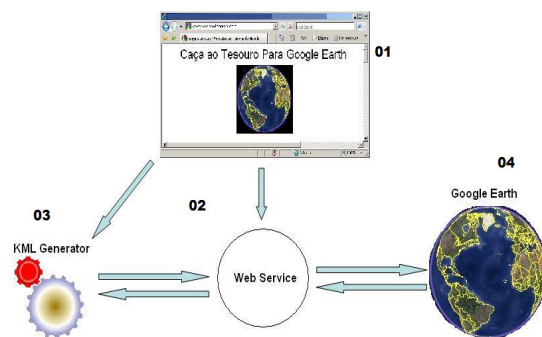 Caça ao Tesouro Para Google Earth
01
04
Google Earth
02
03
KML Generator
Web Service